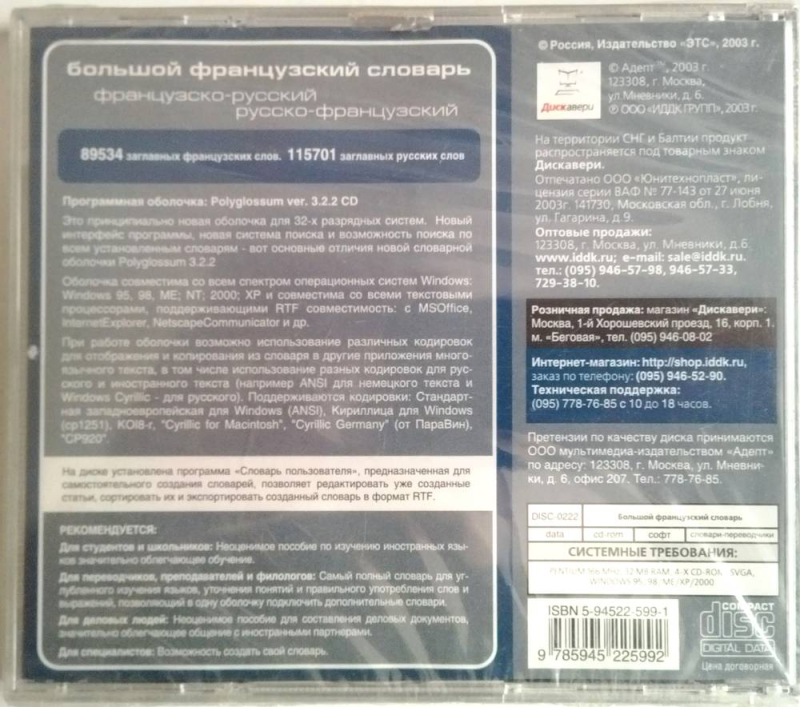 большой французский словарь
французско-русский
русско-французский
89534 заглавных французских слов. 115701 заглавных русских слов
Программная оболочка: Polyglossum ver. 3.2.2 CD
Это принципиально новая оболочка для 32-х разрядных систем. Новый
интерфейс программы, новая система поиска и возможность поиска по
всем установленным словарям - вот основные отличия новой словарной
оболочки Polyglossum 3.2.2
Оболочка совместима со всем спектром операционных систем Windows:
Windows 95, 98, ME; NT; 2000; XP и совместима со всеми текстовыми
процессорами, поддерживающими RTF совместимость: с MSOffice,
InternetExplorer, NetscapeCommunicator и др.
При работе оболочки возможно использование различных кодировок
для отображения и копирования из словаря в другие приложения много-
язычного текста, в том числе использование разных кодировок для рус-
ского и иностранного текста (например ANSI для немецкого текста и
Windows Cyrillic - для русского). Поддерживаются кодировки: Стандарт-
ная западноевропейская для Windows (ANSI), Кириллица для Windows
(cp1251), KOI8-r, "Cyrillic for Macintosh", "Cyrillic Germany" (от ПараВин),
"CP920".
На диске установлена программа «Словарь пользователя», предназначенная для
самостоятельного создания словарей, позволяет редактировать уже созданные
статьи, сортировать их и экспортировать созданный словарь в формат RTF.
РЕКОМЕНДУЕТСЯ:
Для студентов и школьников: Неоценимое пособие по изучению иностранных язы-
ков значительно облегчающее обучение.
Для переводчиков, преподавателей и филологов: Самый полный словарь для уг-
лубленного изучения языков, уточнения понятий и правильного употребления слов и
выражений, позволяющий в одну оболочку подключить дополнительные словари.
Для деловых людей: Неоценимое пособие для составления деловых документов,
значительно облегчающее общение с иностранными партнерами.
Для специалистов: Возможность создать свой словарь.
© Россия, Издательство «ЭТС», 2003 г.
Дискавери
© Адепт™, 2003 г.
123308, г. Москва,
ул.Мневники, д. 6.
℗ ООО «ИДДК ГРУПП», 2003 г.
На территории СНГ и Балтии продукт
распространяется под товарным знаком
Дискавери.
Отпечатано ООО «Юнитехнопласт», ли-
цензия серии ВАФ № 77-143 от 27 июня
2003г. 141730, Московская обл., г. Лобня,
ул. Гагарина, д 9.
Оптовые продажи:
123308, г. Москва, ул. Мневники, д.6.
www.iddk.ru; e-mail: sale@iddk.ru.
тел.: (095) 946-57-98, 946-57-33,
729-38-10.
Розничная продажа: магазин «Дискавери»:
Москва, 1-й Хорошевский проезд, 16, корп. 1.
м. «Беговая», тел. (095) 946-08-02
Интернет-магазин: http://shop.iddk.ru,
заказ по телефону: (095) 946-52-90.
Техническая поддержка:
(095) 778-76-85 с 10 до 18 часов.
Претензии по качеству диска принимаются
ООО мультимедиа-издательством «Адепт»
по адресу: 123308, г. Москва, ул. Мневни-
ки, д. 6, офис 207. Тел.: 778-76-85.
DISC-0222 Большой французский словарь
data cd-rom софт словари-переводчики
СИСТЕМНЫЕ ТРЕБОВАНИЯ:
PENTIUM 166 MHz, 32 MB RAM, 4-X CD-ROM, SVGA,
WINDOWS 95, 98, ME/XP/2000
ISBN 5-94522-599-1
9 785945 225992
COMPACT
disc
DIGITAL DATA
Цена договорная